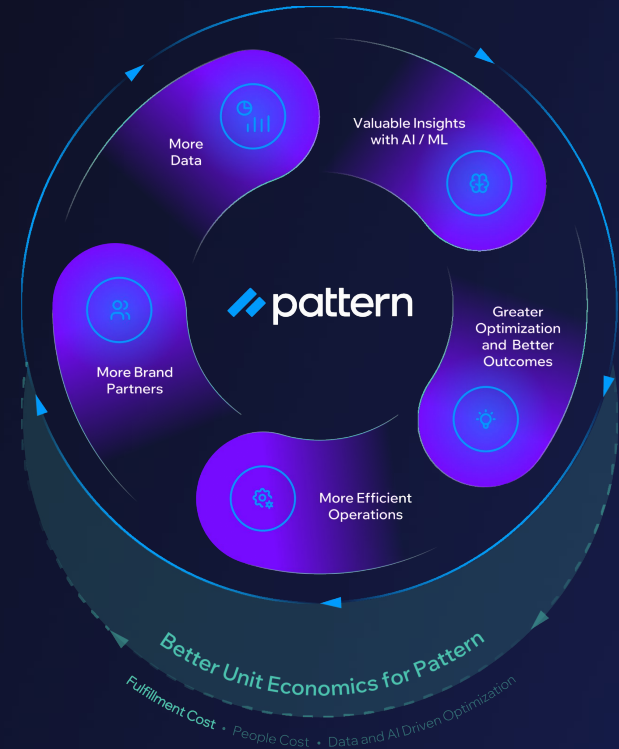 More
Data
Valuable Insights
with AI / ML
Greater
Optimization
and Better
Outcomes
More Efficient
Operations
More Brand
Partners
pattern
Better Unit Economics for Pattern
Fulfillment Cost • People Cost • Data and AI Driven Optimization